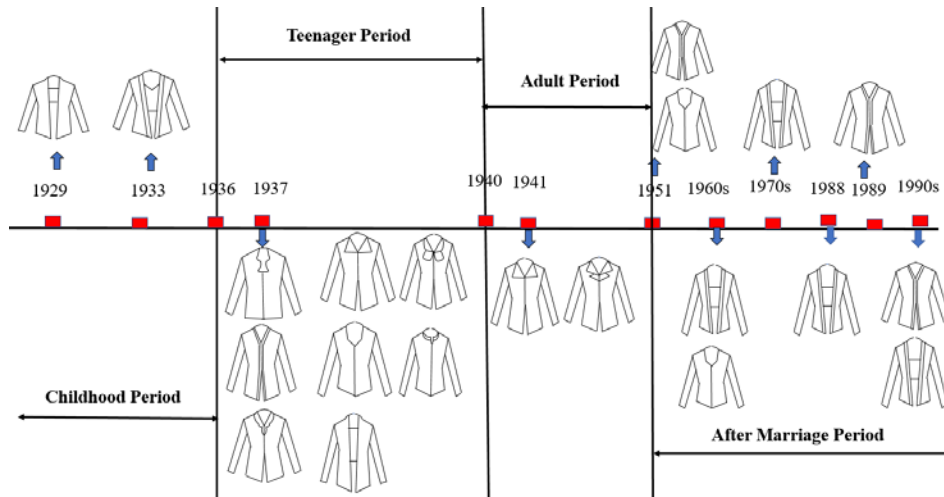 Teenager Period
Adult Period
1929
1933
1936
1937
1940
1941
1951
1960s
1970s
1988
1989
1990s
Childhood Period
After Marriage Period